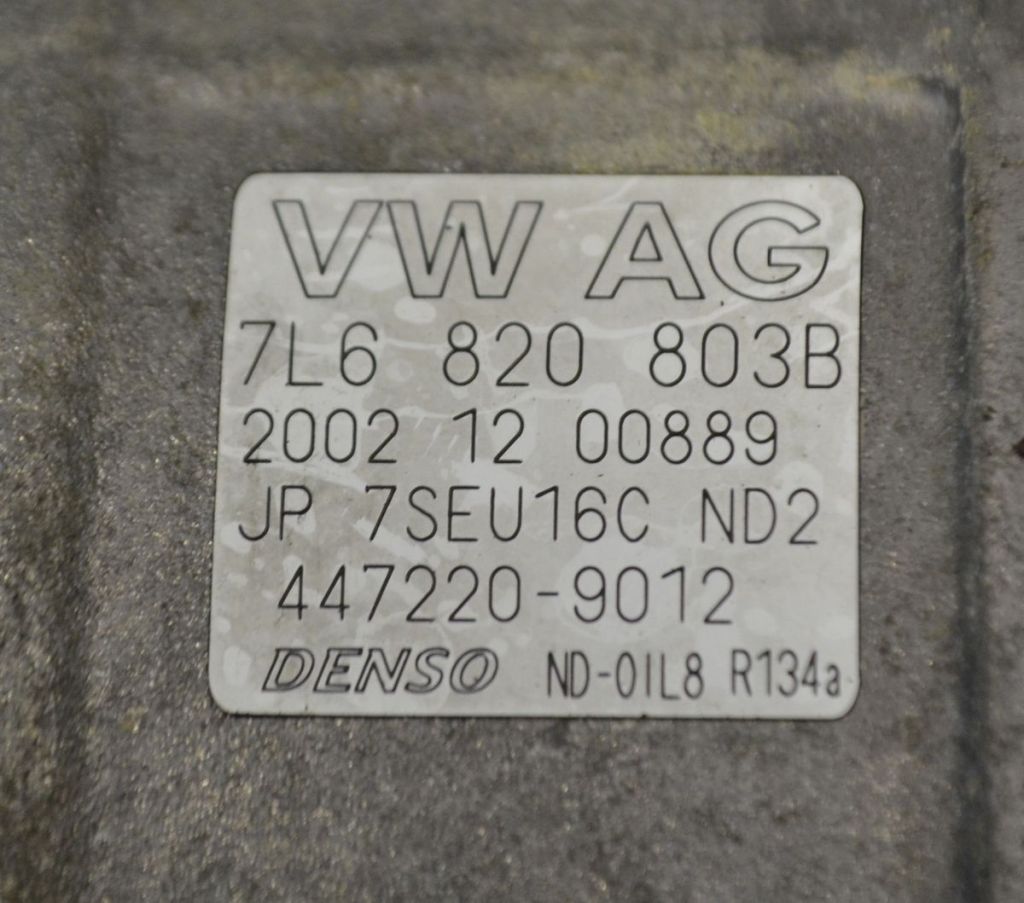 VW AG
7L6 820 803B
2002 12 00889
JP 7SEU16C ND2
447220-9012
DENSO ND-OIL8 R134a